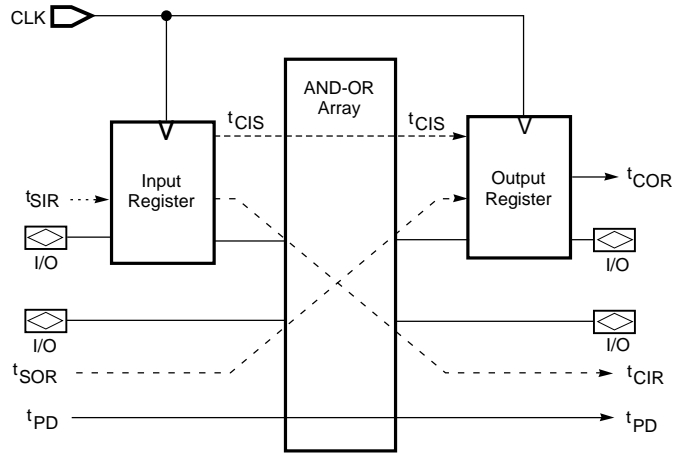 CLK
AND-OR
Array
tCIS
tCIS
Input
Register
Output
Register
tSIR
tCOR
I/O
I/O
I/O
I/O
tSOR
tCIR
tPD
tPD